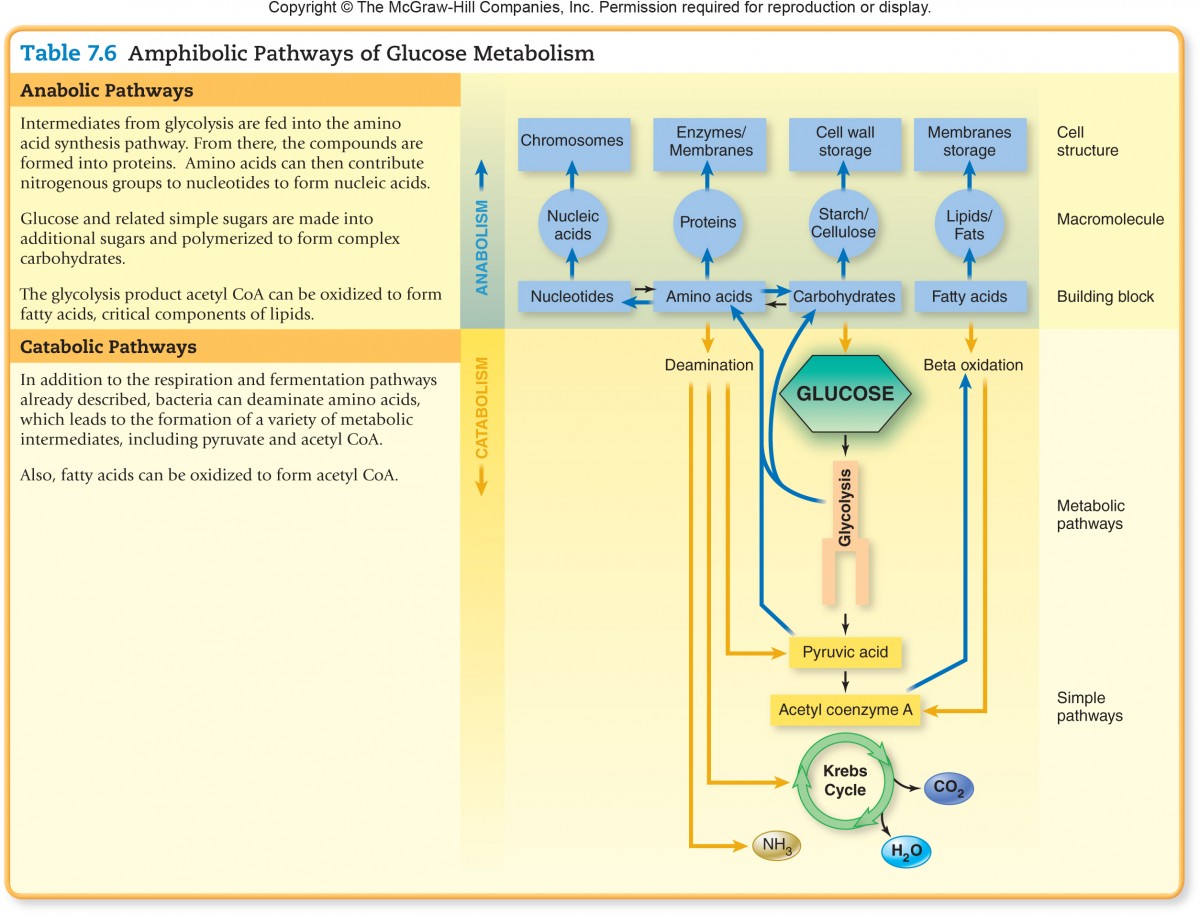 Copyright © The McGraw-Hill Companies, Inc. Permission required for reproduction or display.
Table 7.6 Amphibolic Pathways of Glucose Metabolism
Anabolic Pathways
Intermediates from glycolysis are fed into the amino
acid synthesis pathway. From there, the compounds are
formed into proteins. Amino acids can then contribute
nitrogenous groups to nucleotides to form nucleic acids.
Glucose and related simple sugars are made into
additional sugars and polymerized to form complex
carbohydrates.
The glycolysis product acetyl CoA can be oxidized to form
fatty acids, critical components of lipids.
Catabolic Pathways
In addition to the respiration and fermentation pathways
already described, bacteria can deaminate amino acids,
which leads to the formation of a variety of metabolic
intermediates, including pyruvate and acetyl CoA.
Also, fatty acids can be oxidized to form acetyl CoA.
ANABOLISM
CATABOLISM
Chromosomes
Enzymes/
Membranes
Cell wall
storage
Membranes
storage
Cell
structure
Nucleic
acids
Proteins
Starch/
Cellulose
Lipids/
Fats
Macromolecule
Nucleotides
Amino acids
Carbohydrates
Fatty acids
Building block
Deamination
GLUCOSE
Beta oxidation
Glycolysis
Metabolic
pathways
Pyruvic acid
Acetyl coenzyme A
Simple
pathways
Krebs
Cycle
CO2
NH3
H2O